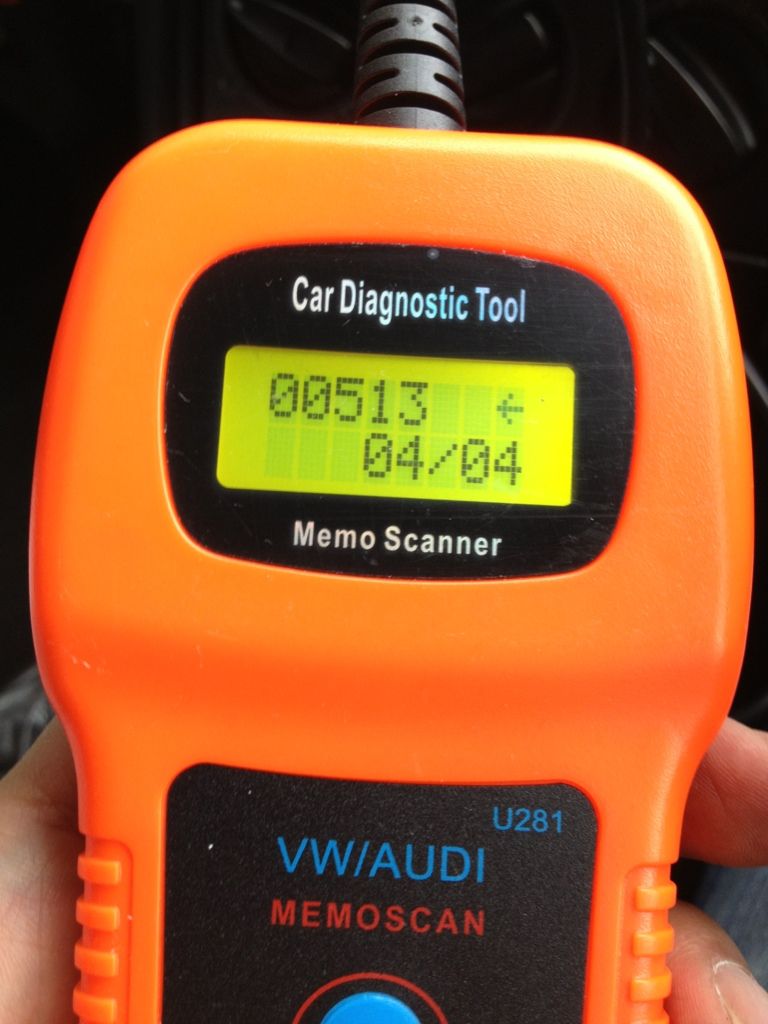 Car Diagnostic Tool
00513 ←
04/04
Memo Scanner
U281
VW/AUDI
MEMOSCAN